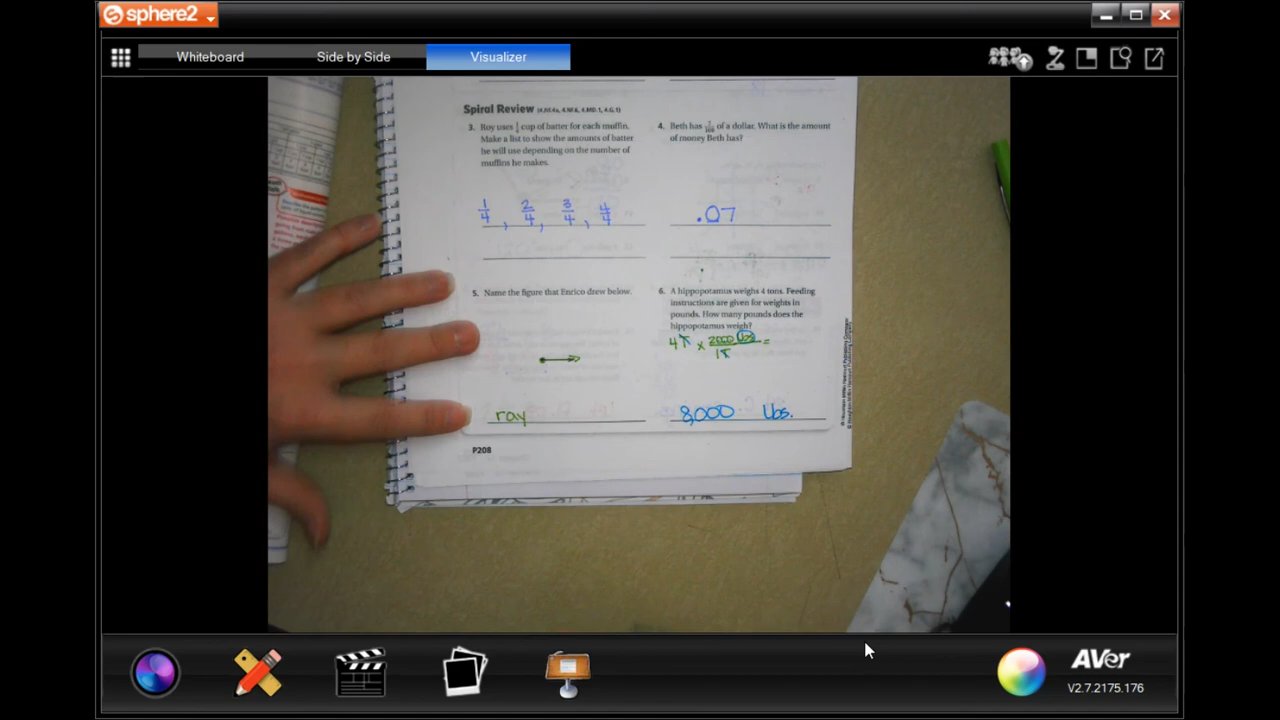 sphere2
Whiteboard
Side by Side
Visualizer
Spiral Review
3. Roy uses 1/4 cup of batter for each muffin.
Make a list to show the amounts of batter
he will use depending on the number of
muffins he makes.
1/4, 2/4, 3/4, 4/4
4. Beth has 7/100 of a dollar. What is the amount
of money Beth has?
.07
5. Name the figure that Enrico drew below.
ray
6. A hippopotamus weighs 4 tons. Feeding
instructions are given for weights in
pounds. How many pounds does the
hippopotamus weigh?
4T x 2000 Lbs / 1T =
8,000 Lbs.
P208
AVer
V2.7.2175.176